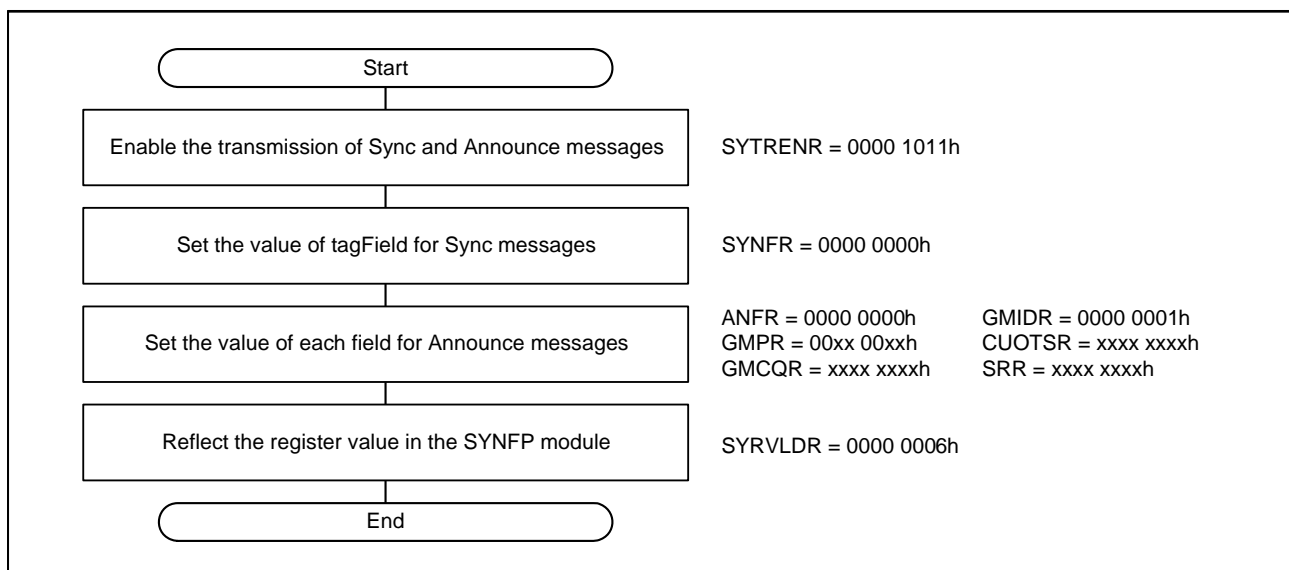 Start
Enable the transmission of Sync and Announce messages
SYTRENR = 0000 1011h
Set the value of tagField for Sync messages
SYNFR = 0000 0000h
Set the value of each field for Announce messages
ANFR = 0000 0000h GMIDR = 0000 0001h
GMPR = 00xx 00xxh CUOTSR = xxxx xxxxh
GMCQR = xxxx xxxxh SRR = xxxx xxxxh
Reflect the register value in the SYNFP module
SYRVLDR = 0000 0006h
End